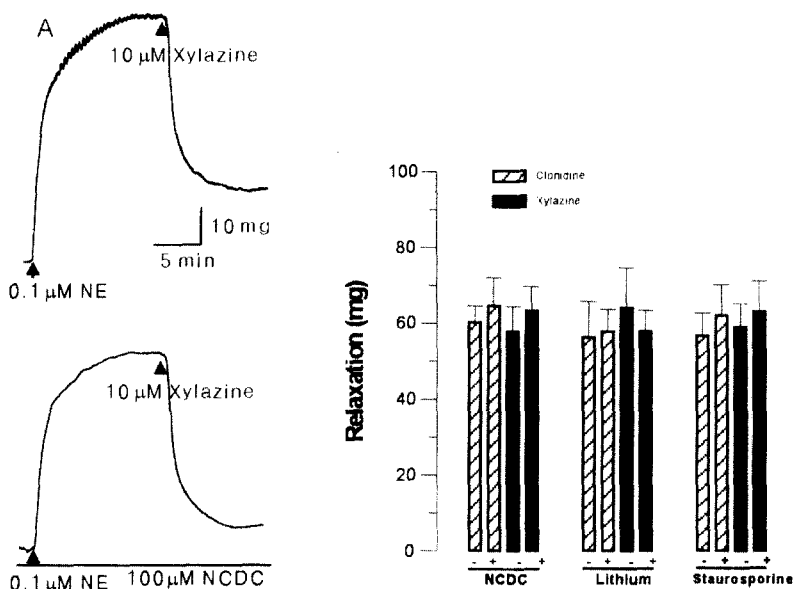 A
10 µM Xylazine
10 mg
5 min
0.1 µM NE
10 µM Xylazine
0.1 µM NE 100µM NCDC
Relaxation (mg)
100
80
60
40
20
0
Clonidine
Xylazine
- + - +
- + - +
- + - +
NCDC
Lithium
Staurosporine